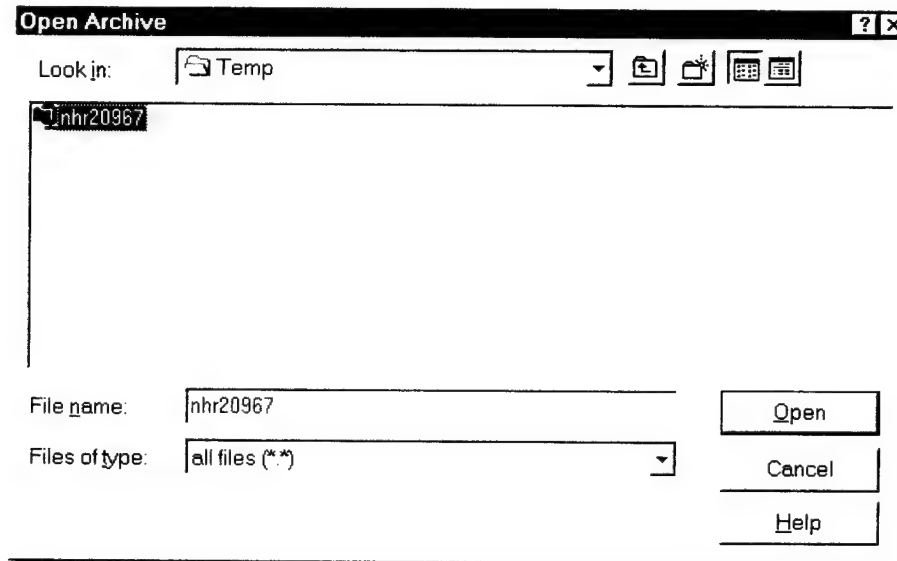 Open Archive
Look in: Temp
nhr20967
File name: nhr20967
Open
Files of type: all files (*.*)
Cancel
Help